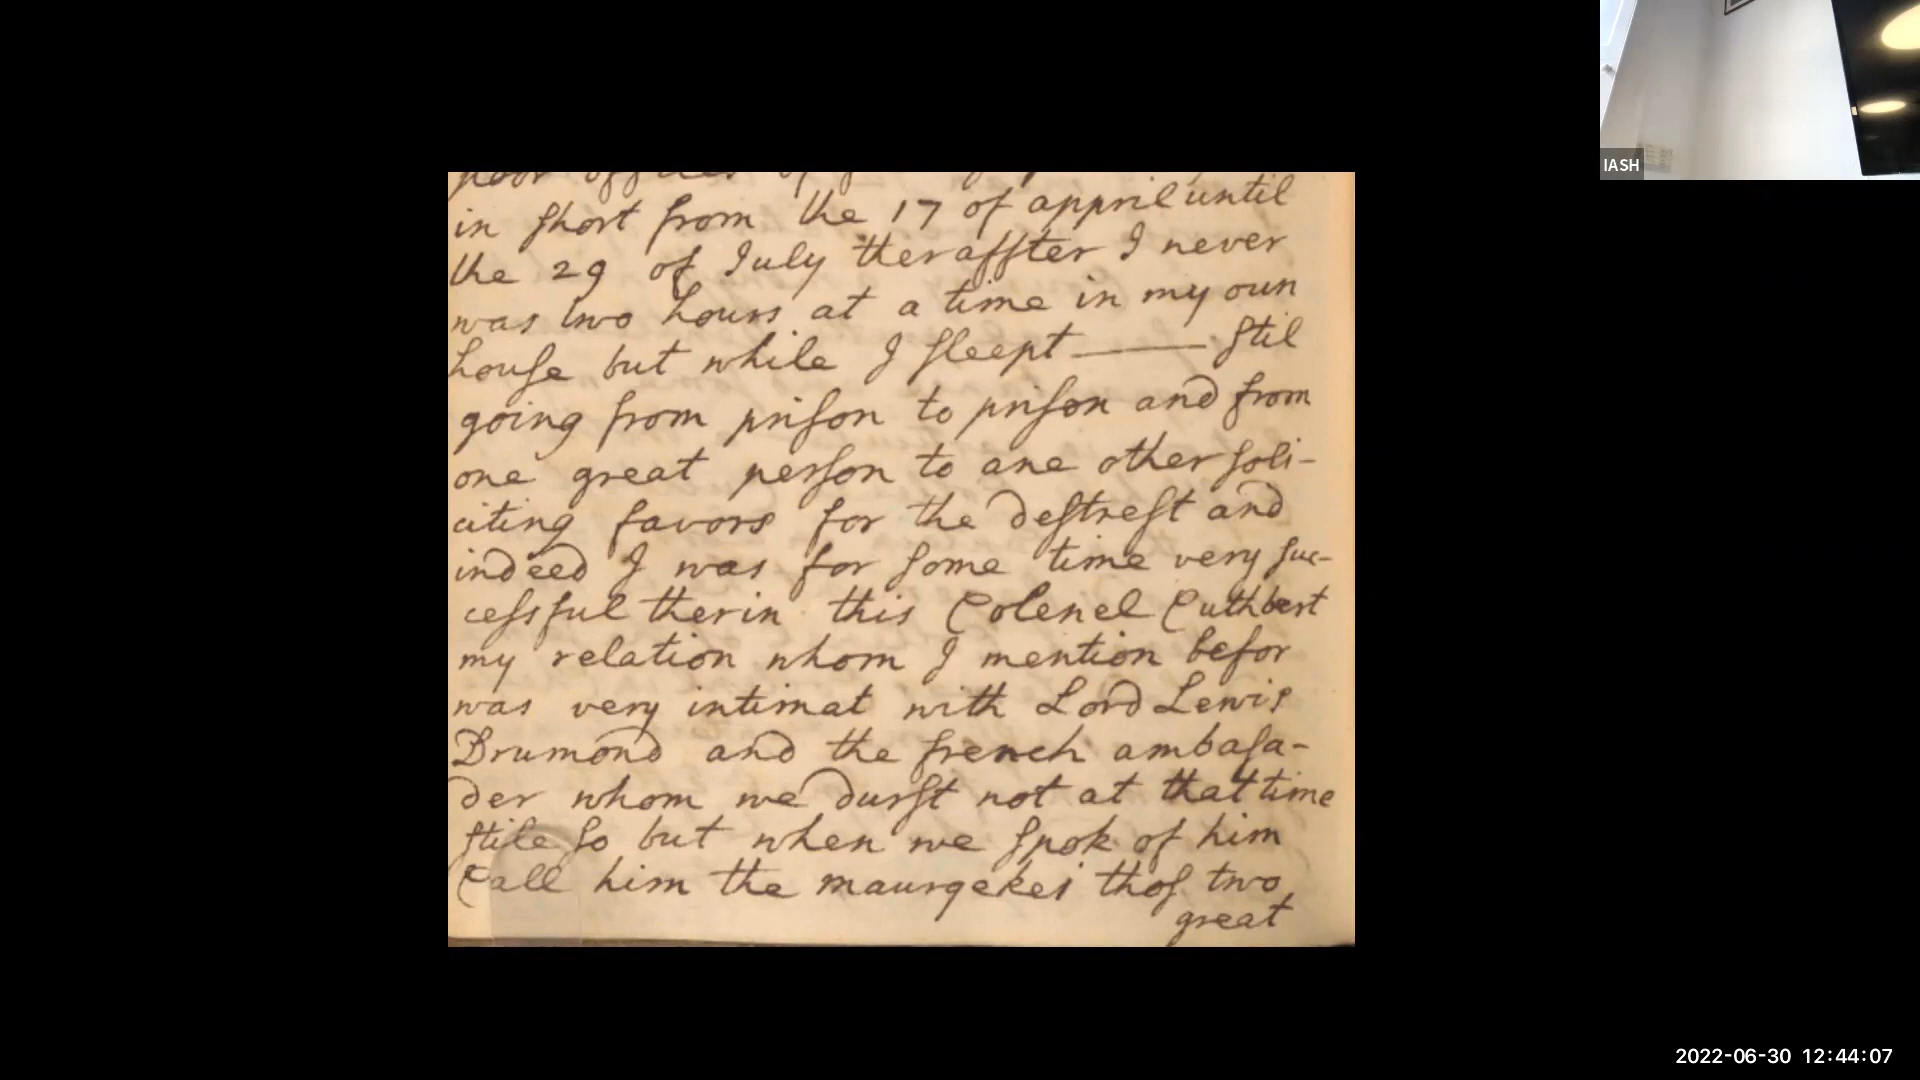 in short from the 17 of appril until
the 29 of July theraffter I never
was two hours at a time in my oun
house but while I sleept —— stil
going from prison to prison and from
one great person to ane other soli-
citing favors for the destrest and
indeed I was for some time very suc-
cessful therin this Colenel Cuthbert
my relation whom I mention befor
was very intimat with Lord Lewis
Drumond and the french ambasa-
der whom we durst not at that time
stile so but when we spok of him
Call him the maurqekei thos two
great
IASH
2022-06-30 12:44:07